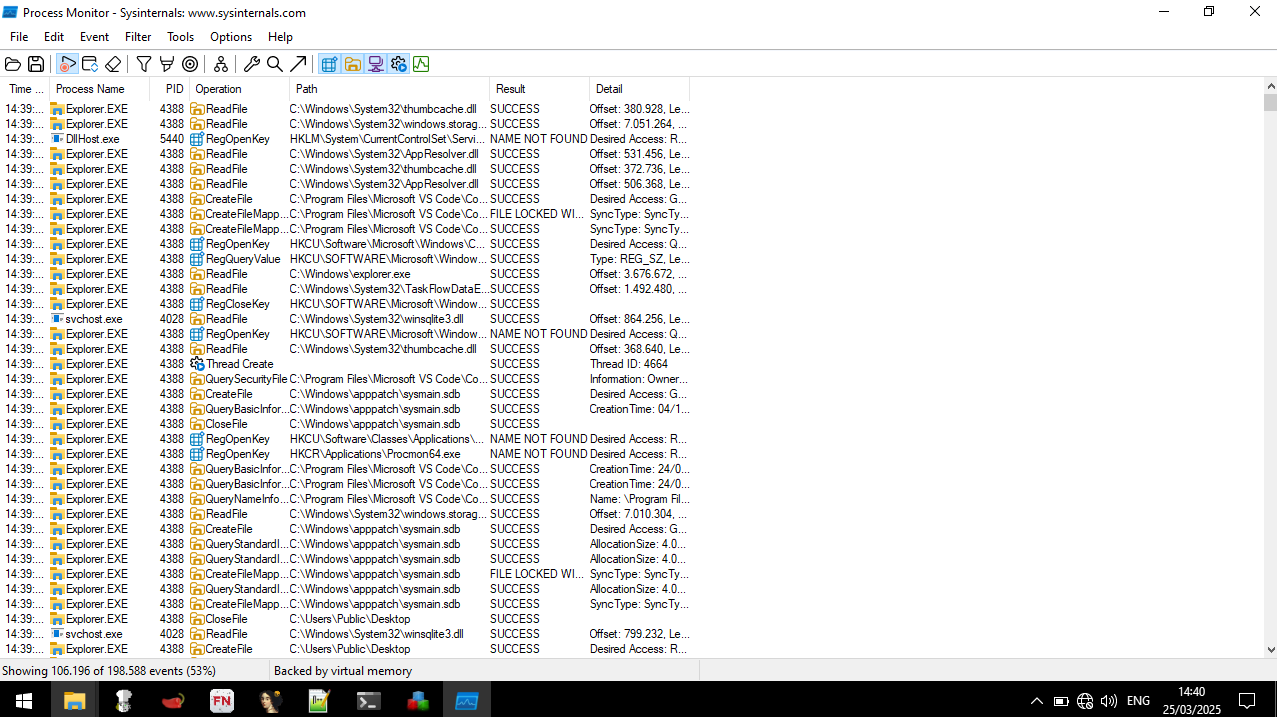 Process Monitor - Sysinternals: www.sysinternals.com
File Edit Event Filter Tools Options Help
Time ... Process Name PID Operation Path Result Detail
14:39:... Explorer.EXE 4388 ReadFile C:\Windows\System32\thumbcache.dll SUCCESS Offset: 380.928, Le...
14:39:... Explorer.EXE 4388 ReadFile C:\Windows\System32\windows.storag... SUCCESS Offset: 7.051.264, ...
14:39:... DllHost.exe 5440 RegOpenKey HKLM\System\CurrentControlSet\Servi... NAME NOT FOUND Desired Access: R...
14:39:... Explorer.EXE 4388 ReadFile C:\Windows\System32\AppResolver.dll SUCCESS Offset: 531.456, Le...
14:39:... Explorer.EXE 4388 ReadFile C:\Windows\System32\thumbcache.dll SUCCESS Offset: 372.736, Le...
14:39:... Explorer.EXE 4388 ReadFile C:\Windows\System32\AppResolver.dll SUCCESS Offset: 506.368, Le...
14:39:... Explorer.EXE 4388 CreateFile C:\Program Files\Microsoft VS Code\Co... SUCCESS Desired Access: G...
14:39:... Explorer.EXE 4388 CreateFileMapp... C:\Program Files\Microsoft VS Code\Co... FILE LOCKED WI... SyncType: SyncTy...
14:39:... Explorer.EXE 4388 CreateFileMapp... C:\Program Files\Microsoft VS Code\Co... SUCCESS SyncType: SyncTy...
14:39:... Explorer.EXE 4388 RegOpenKey HKCU\Software\Microsoft\Windows\C... SUCCESS Desired Access: Q...
14:39:... Explorer.EXE 4388 RegQueryValue HKCU\SOFTWARE\Microsoft\Window... SUCCESS Type: REG_SZ, Le...
14:39:... Explorer.EXE 4388 ReadFile C:\Windows\explorer.exe SUCCESS Offset: 3.676.672, ...
14:39:... Explorer.EXE 4388 ReadFile C:\Windows\System32\TaskFlowDataE... SUCCESS Offset: 1.492.480, ...
14:39:... Explorer.EXE 4388 RegCloseKey HKCU\SOFTWARE\Microsoft\Window... SUCCESS
14:39:... svchost.exe 4028 ReadFile C:\Windows\System32\winsqlite3.dll SUCCESS Offset: 864.256, Le...
14:39:... Explorer.EXE 4388 RegOpenKey HKCU\SOFTWARE\Microsoft\Window... NAME NOT FOUND Desired Access: Q...
14:39:... Explorer.EXE 4388 ReadFile C:\Windows\System32\thumbcache.dll SUCCESS Offset: 368.640, Le...
14:39:... Explorer.EXE 4388 Thread Create SUCCESS Thread ID: 4664
14:39:... Explorer.EXE 4388 QuerySecurityFile C:\Program Files\Microsoft VS Code\Co... SUCCESS Information: Owner...
14:39:... Explorer.EXE 4388 CreateFile C:\Windows\apppatch\sysmain.sdb SUCCESS Desired Access: G...
14:39:... Explorer.EXE 4388 QueryBasicInfor... C:\Windows\apppatch\sysmain.sdb SUCCESS CreationTime: 04/1...
14:39:... Explorer.EXE 4388 CloseFile C:\Windows\apppatch\sysmain.sdb SUCCESS
14:39:... Explorer.EXE 4388 RegOpenKey HKCU\Software\Classes\Applications\... NAME NOT FOUND Desired Access: R...
14:39:... Explorer.EXE 4388 RegOpenKey HKCR\Applications\Procmon64.exe NAME NOT FOUND Desired Access: R...
14:39:... Explorer.EXE 4388 QueryBasicInfor... C:\Program Files\Microsoft VS Code\Co... SUCCESS CreationTime: 24/0...
14:39:... Explorer.EXE 4388 QueryBasicInfor... C:\Program Files\Microsoft VS Code\Co... SUCCESS CreationTime: 24/0...
14:39:... Explorer.EXE 4388 QueryNameInfo... C:\Program Files\Microsoft VS Code\Co... SUCCESS Name: \Program Fil...
14:39:... Explorer.EXE 4388 ReadFile C:\Windows\System32\windows.storag... SUCCESS Offset: 7.010.304, ...
14:39:... Explorer.EXE 4388 CreateFile C:\Windows\apppatch\sysmain.sdb SUCCESS Desired Access: G...
14:39:... Explorer.EXE 4388 QueryStandardI... C:\Windows\apppatch\sysmain.sdb SUCCESS AllocationSize: 4.0...
14:39:... Explorer.EXE 4388 QueryStandardI... C:\Windows\apppatch\sysmain.sdb SUCCESS AllocationSize: 4.0...
14:39:... Explorer.EXE 4388 CreateFileMapp... C:\Windows\apppatch\sysmain.sdb FILE LOCKED WI... SyncType: SyncTy...
14:39:... Explorer.EXE 4388 QueryStandardI... C:\Windows\apppatch\sysmain.sdb SUCCESS AllocationSize: 4.0...
14:39:... Explorer.EXE 4388 CreateFileMapp... C:\Windows\apppatch\sysmain.sdb SUCCESS SyncType: SyncTy...
14:39:... Explorer.EXE 4388 CloseFile C:\Users\Public\Desktop SUCCESS
14:39:... svchost.exe 4028 ReadFile C:\Windows\System32\winsqlite3.dll SUCCESS Offset: 799.232, Le...
14:39:... Explorer.EXE 4388 CreateFile C:\Users\Public\Desktop SUCCESS Desired Access: R...
Showing 106.196 of 198.588 events (53%) Backed by virtual memory
FN
ENG
14:40
25/03/2025